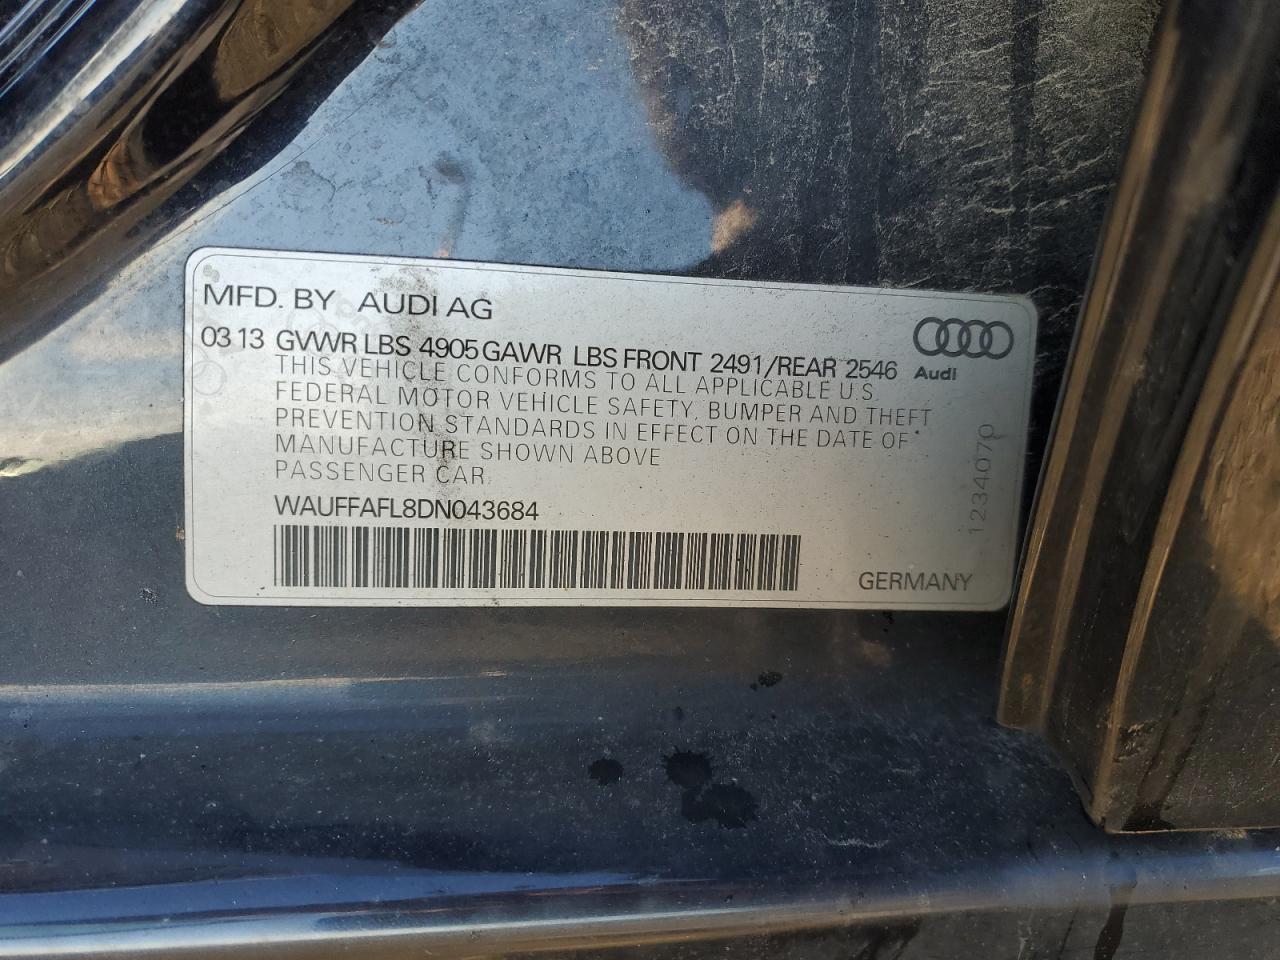 MFD. BY AUDI AG
03 13 GVWR LBS 4905 GAWR LBS FRONT 2491/REAR 2546
Audi
THIS VEHICLE CONFORMS TO ALL APPLICABLE U.S.
FEDERAL MOTOR VEHICLE SAFETY, BUMPER AND THEFT
PREVENTION STANDARDS IN EFFECT ON THE DATE OF
MANUFACTURE SHOWN ABOVE
PASSENGER CAR
WAUFFAFL8DN043684
1234070
GERMANY